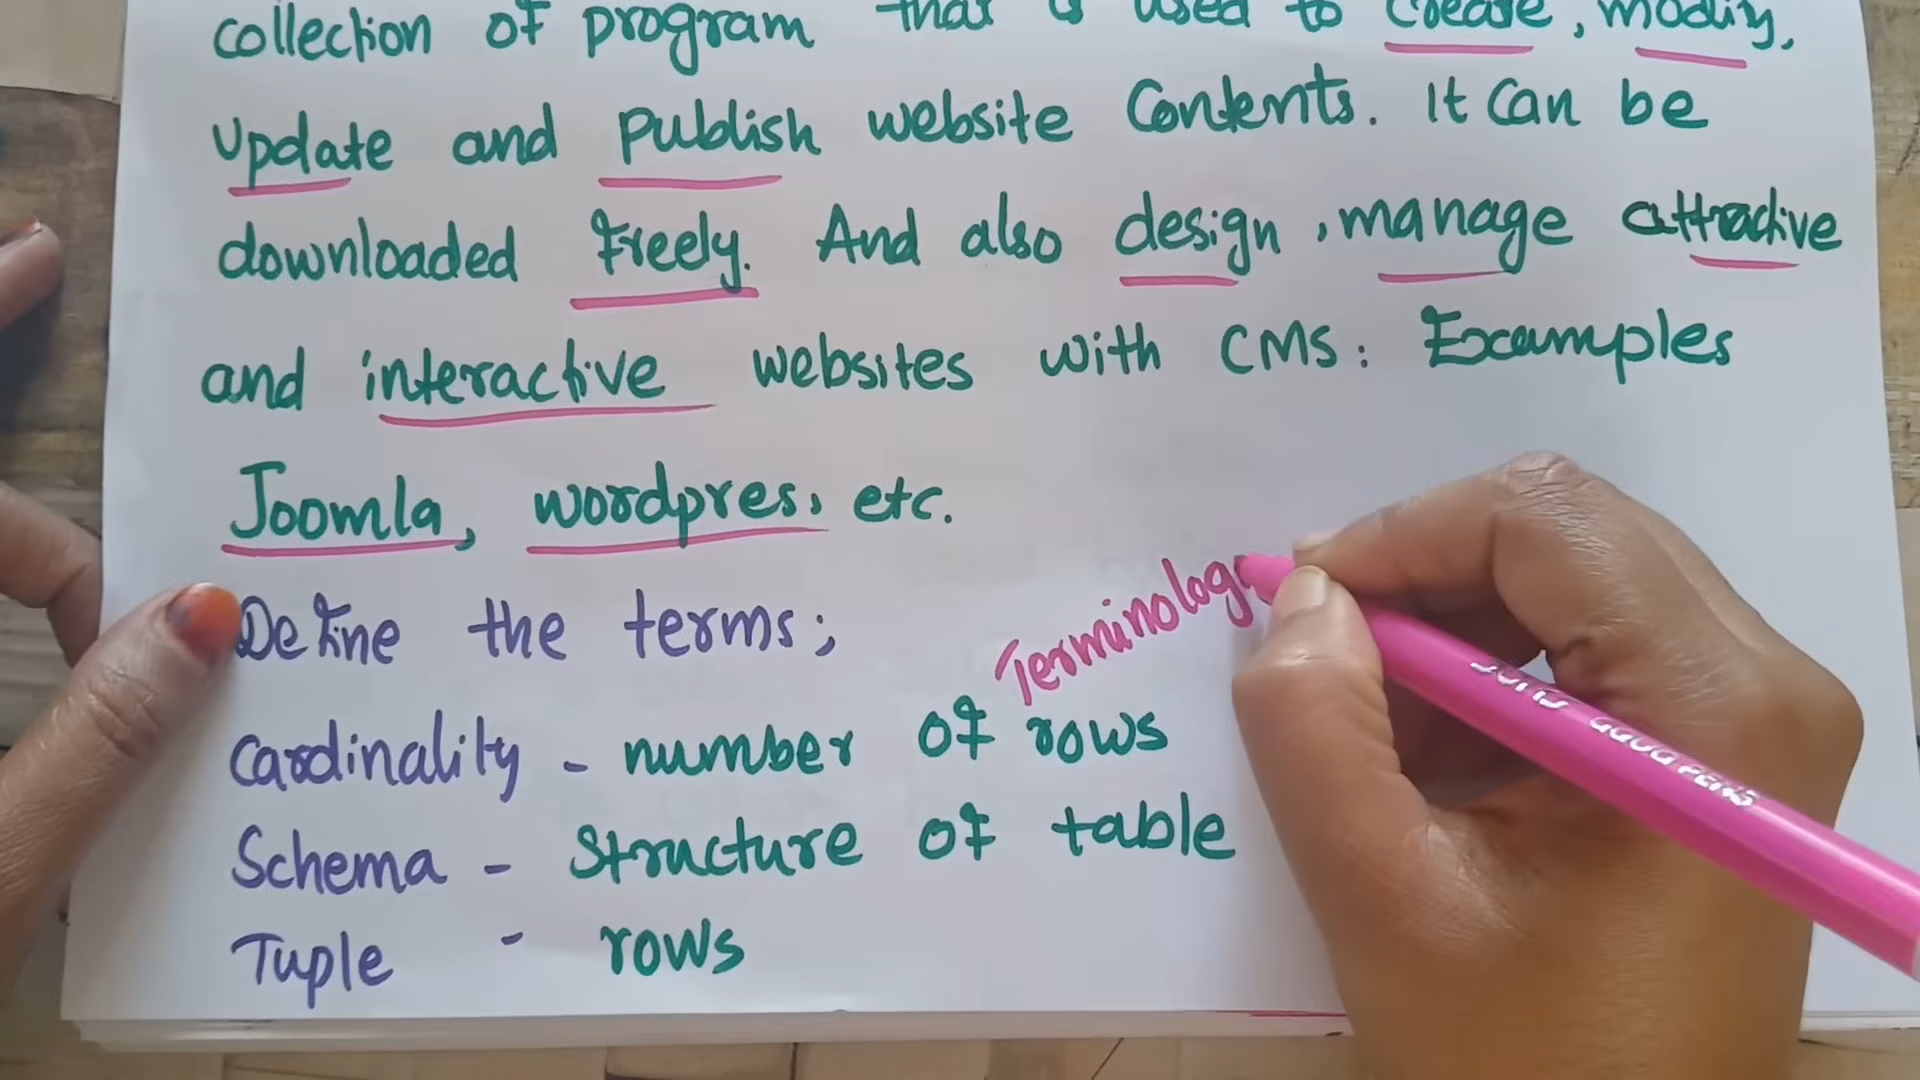 collection of program that is used to create, modify,
update and publish website Contents. It can be
downloaded freely. And also design, manage attractive
and interactive websites with CMS: Examples
Joomla, wordpres, etc.
Define the terms;
Terminolog
Cardinality - number of rows
Schema - Structure of table
Tuple - rows
AQUA PENS